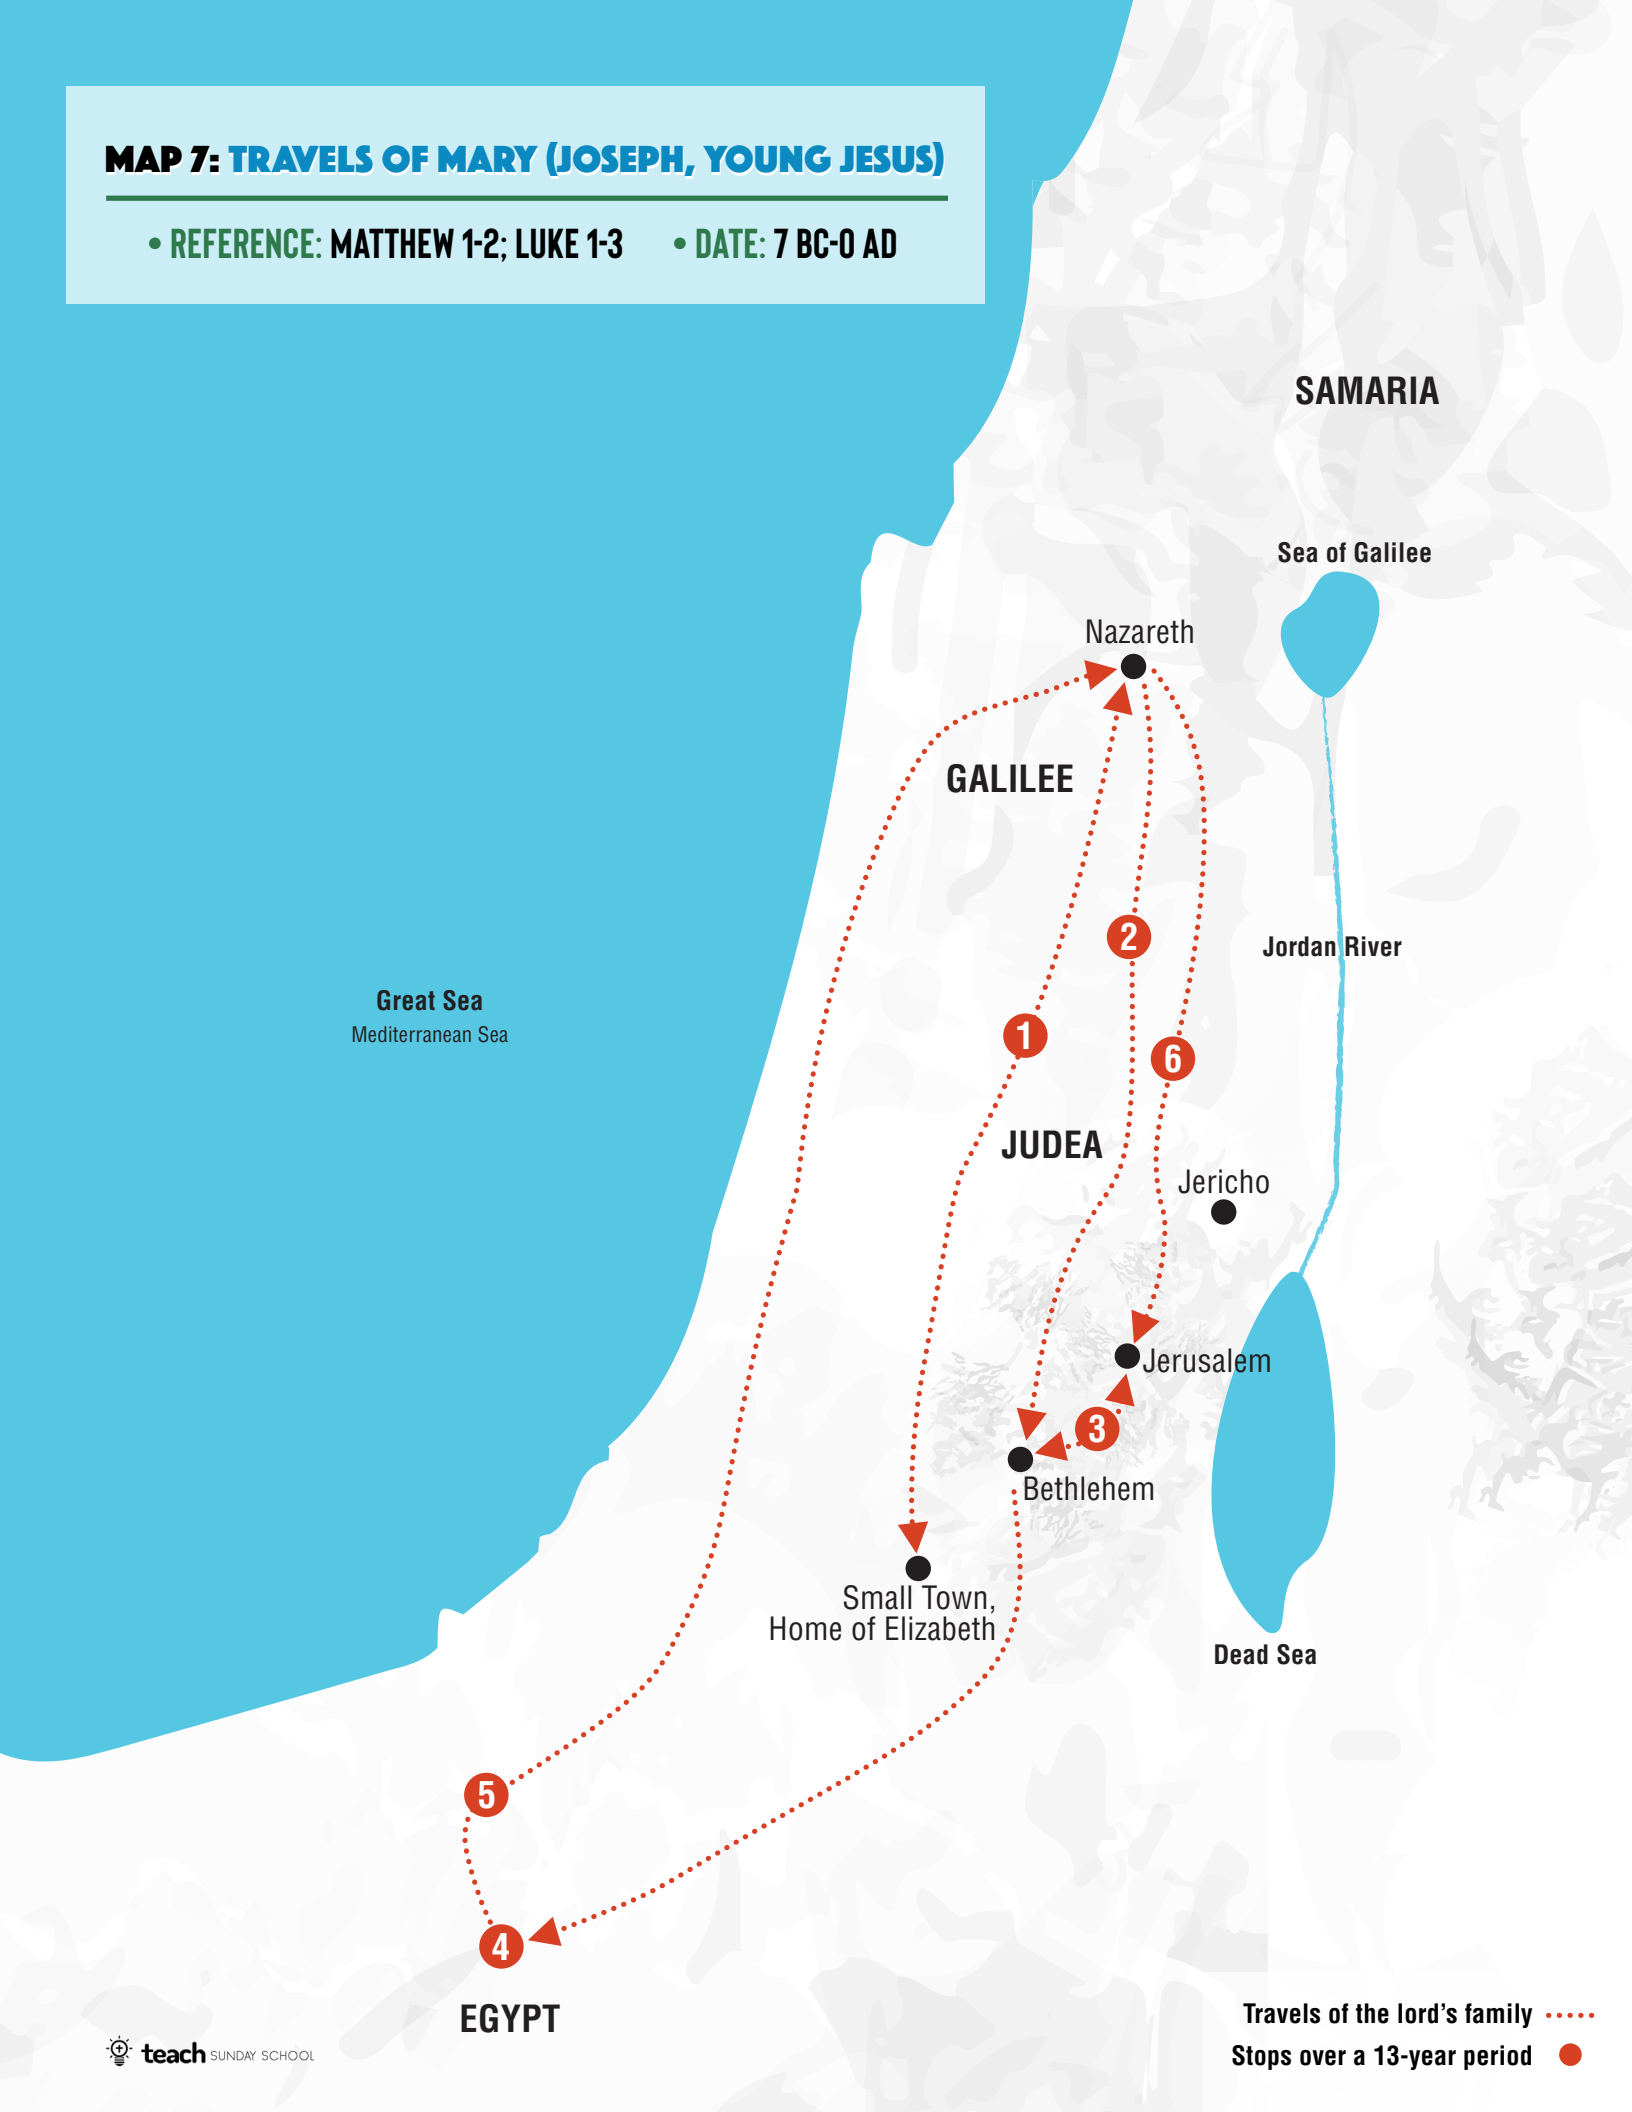 MAP 7: TRAVELS OF MARY (JOSEPH, YOUNG JESUS)
• REFERENCE: MATTHEW 1-2; LUKE 1-3 • DATE: 7 BC-0 AD
SAMARIA
Sea of Galilee
Nazareth
GALILEE
2
Jordan River
Great Sea
Mediterranean Sea
1
6
JUDEA
Jericho
Jerusalem
3
Bethlehem
Small Town,
Home of Elizabeth
Dead Sea
5
4
EGYPT
Travels of the lord's family
Stops over a 13-year period
teach SUNDAY SCHOOL